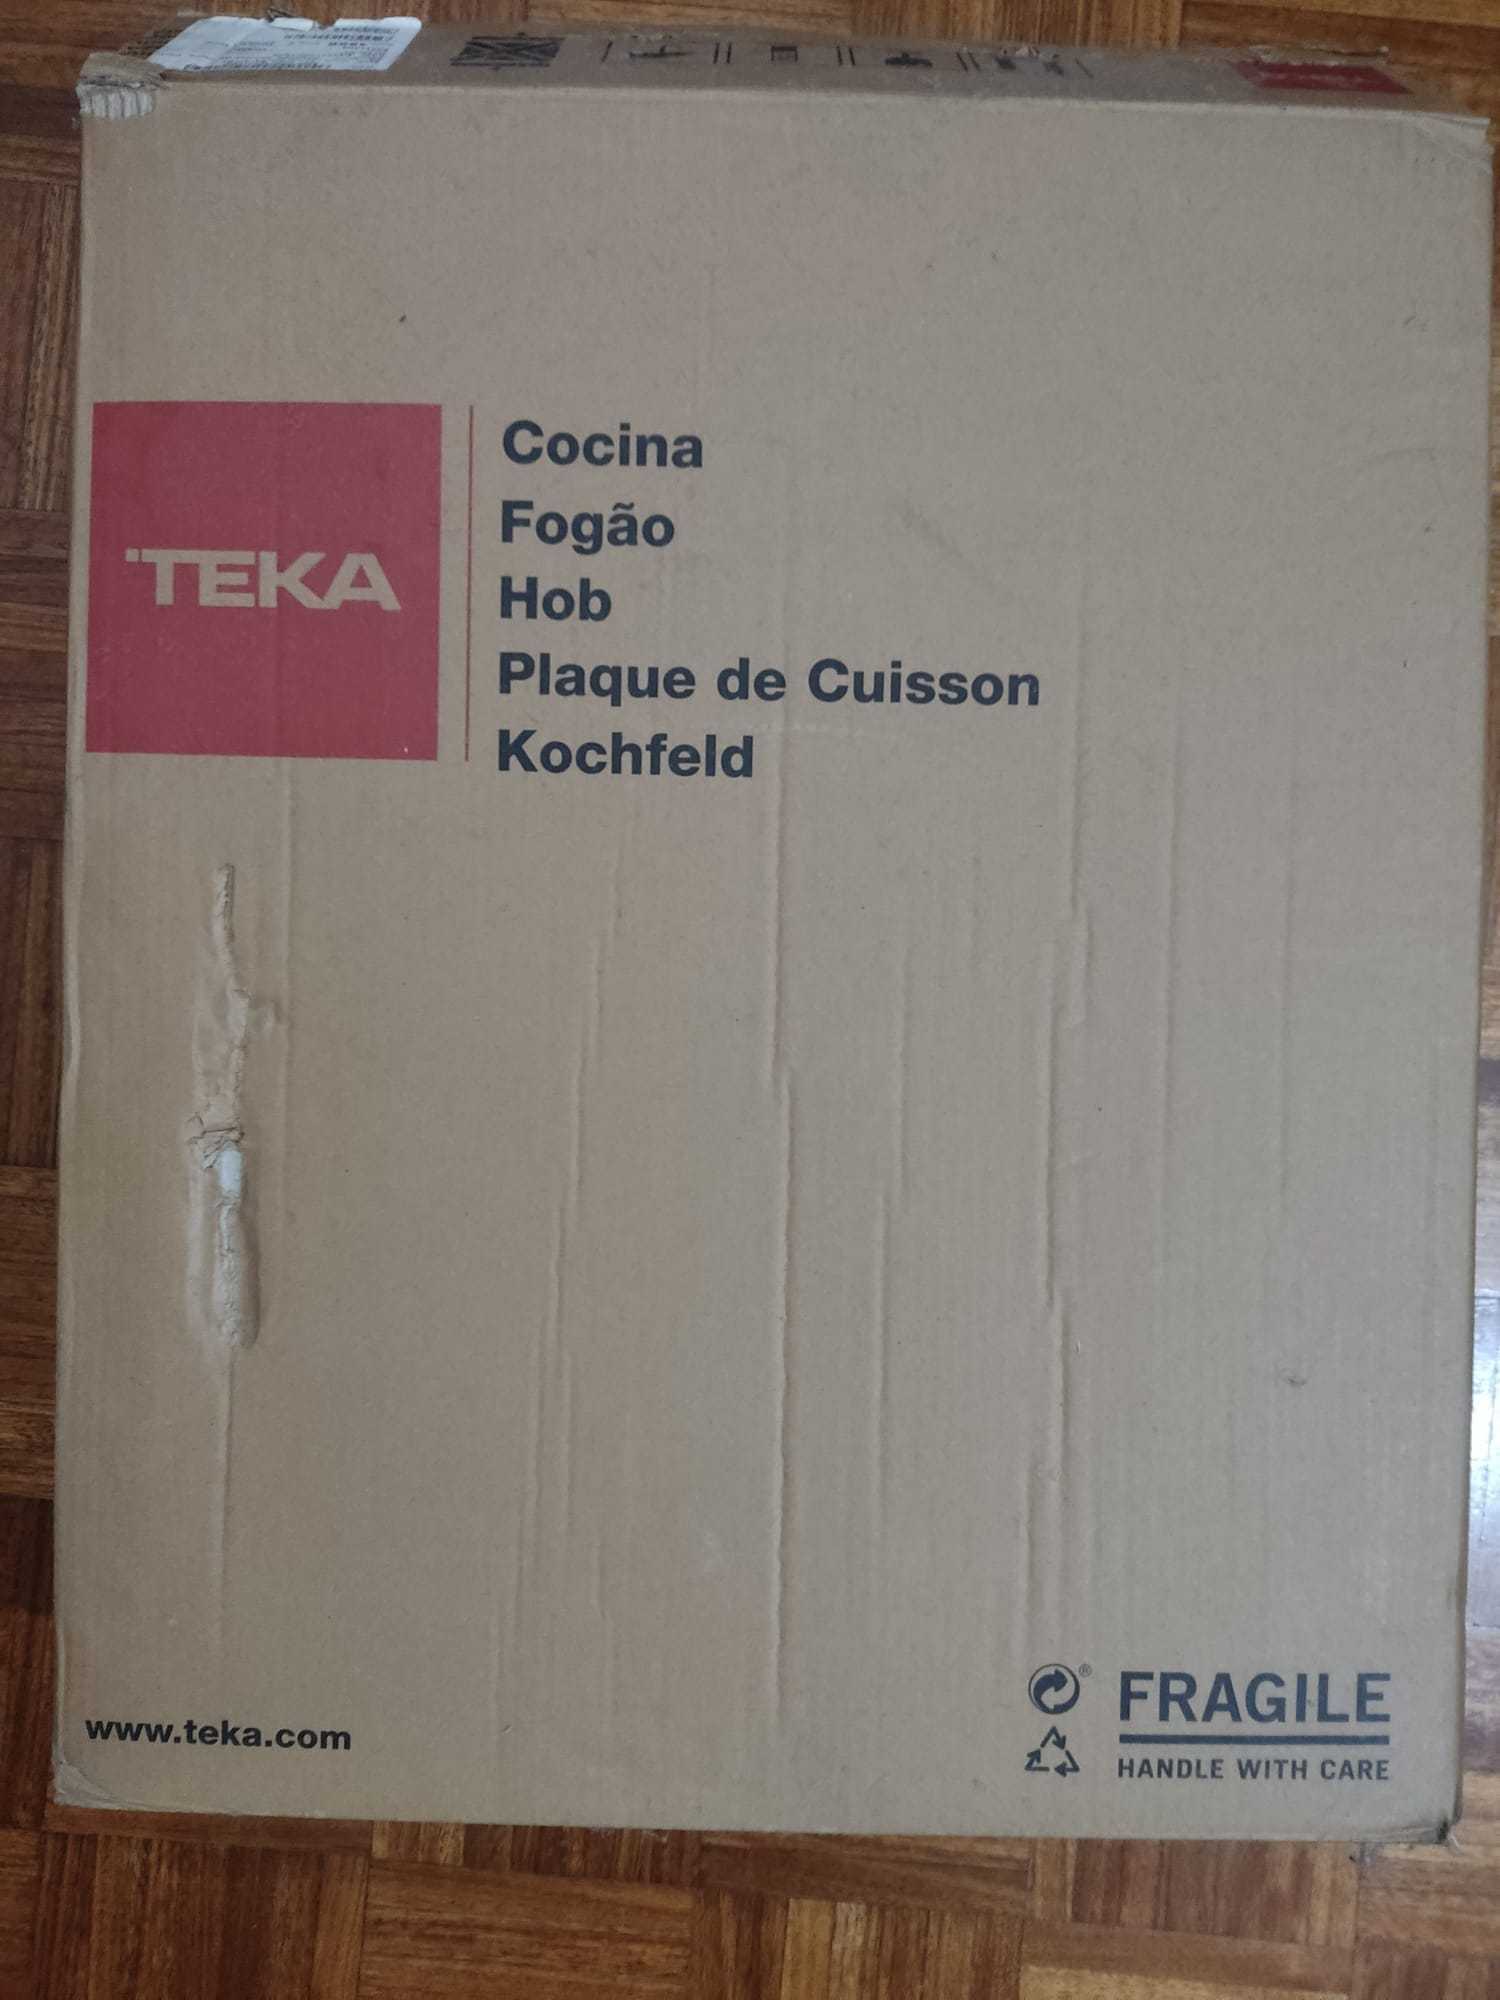 TEKA
Cocina
Fogão
Hob
Plaque de Cuisson
Kochfeld
www.teka.com
®
FRAGILE
HANDLE WITH CARE